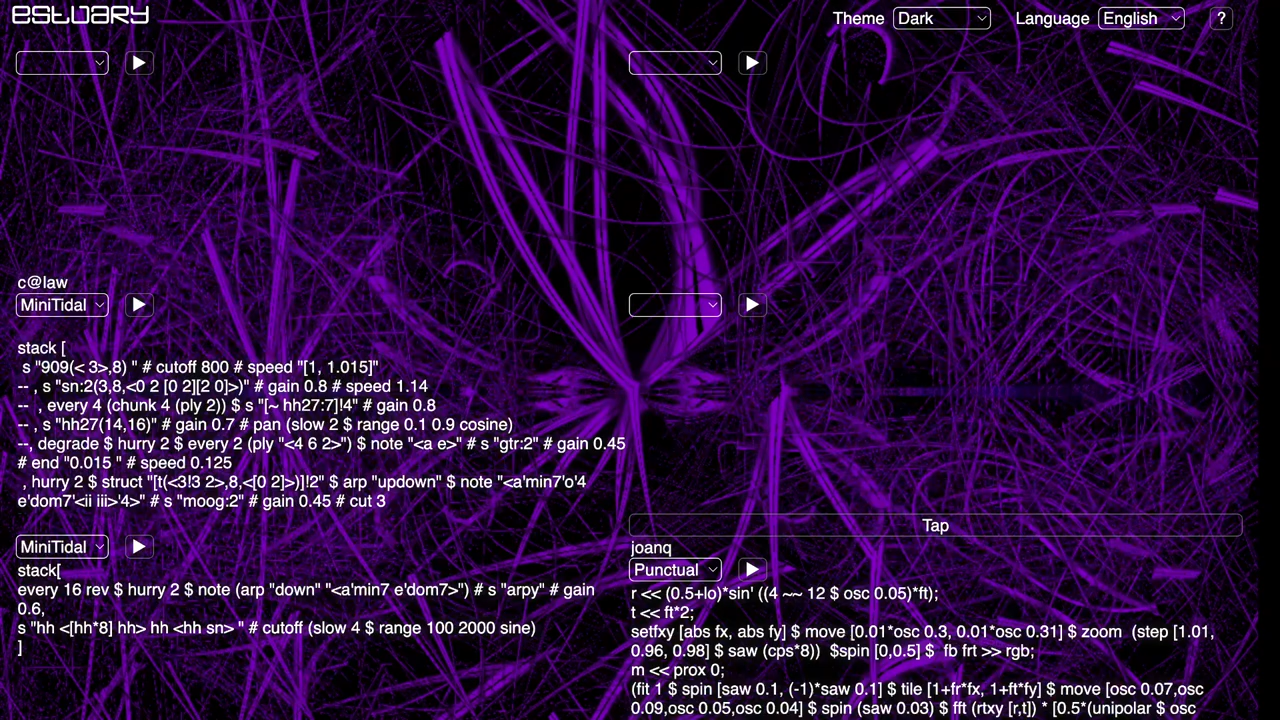 estuary
Theme Dark Language English ?
c@law
MiniTidal
stack [
s "909(< 3>,8) " # cutoff 800 # speed "[1, 1.015]"
-- , s "sn:2(3,8,<0 2 [0 2][2 0]>)" # gain 0.8 # speed 1.14
-- , every 4 (chunk 4 (ply 2)) $ s "[~ hh27:7]!4" # gain 0.8
-- , s "hh27(14,16)" # gain 0.7 # pan (slow 2 $ range 0.1 0.9 cosine)
--, degrade $ hurry 2 $ every 2 (ply "<4 6 2>") $ note "<a e>" # s "gtr:2" # gain 0.45
# end "0.015 " # speed 0.125
, hurry 2 $ struct "[t(<3!3 2>,8,<[0 2]>)]!2" $ arp "updown" $ note "<a'min7'o'4
e'dom7'<ii iii>'4>" # s "moog:2" # gain 0.45 # cut 3
MiniTidal
stack[
every 16 rev $ hurry 2 $ note (arp "down" "<a'min7 e'dom7>") # s "arpy" # gain
0.6,
s "hh <[hh*8] hh> hh <hh sn> " # cutoff (slow 4 $ range 100 2000 sine)
]
Tap
joanq
Punctual
r << (0.5+lo)*sin' ((4 ~~ 12 $ osc 0.05)*ft);
t << ft*2;
setfxy [abs fx, abs fy] $ move [0.01*osc 0.3, 0.01*osc 0.31] $ zoom (step [1.01,
0.96, 0.98] $ saw (cps*8)) $spin [0,0.5] $ fb frt >> rgb;
m << prox 0;
(fit 1 $ spin [saw 0.1, (-1)*saw 0.1] $ tile [1+fr*fx, 1+ft*fy] $ move [osc 0.07,osc
0.09,osc 0.05,osc 0.04] $ spin (saw 0.03) $ fft (rtxy [r,t]) * [0.5*(unipolar $ osc